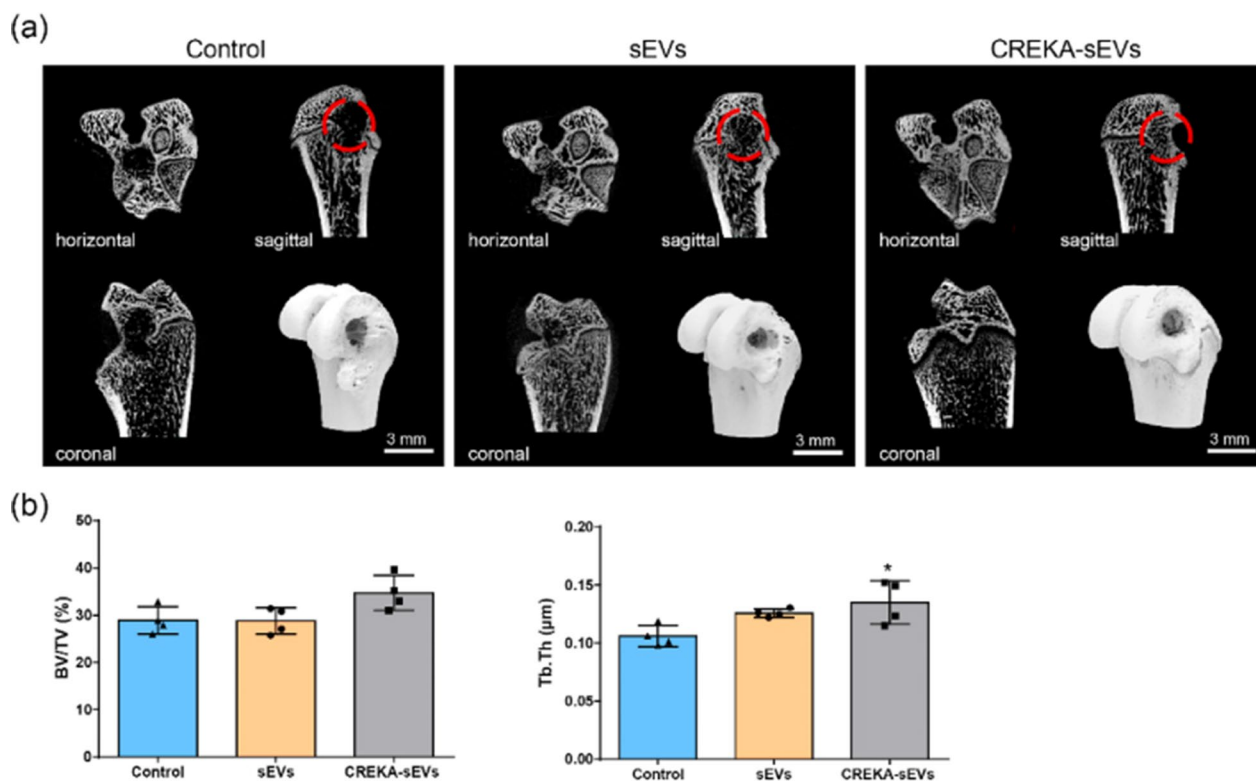 (a)
Control
sEVs
CREKA-sEVs
horizontal
sagittal
horizontal
sagittal
horizontal
sagittal
coronal
3 mm
coronal
3 mm
coronal
3 mm
(b)
BV/TV (%)
50
40
30
20
10
0
Control
sEVs
CREKA-sEVs
Tb.Th (μm)
0.20
0.15
0.10
0.05
0.00
*
Control
sEVs
CREKA-sEVs